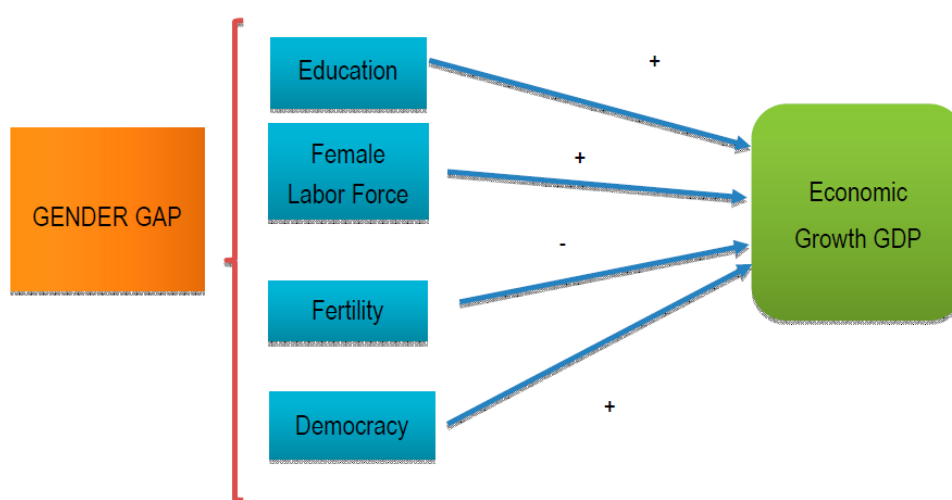 GENDER GAP
Education
+
Female
Labor Force
+
Fertility
-
Democracy
+
Economic
Growth GDP